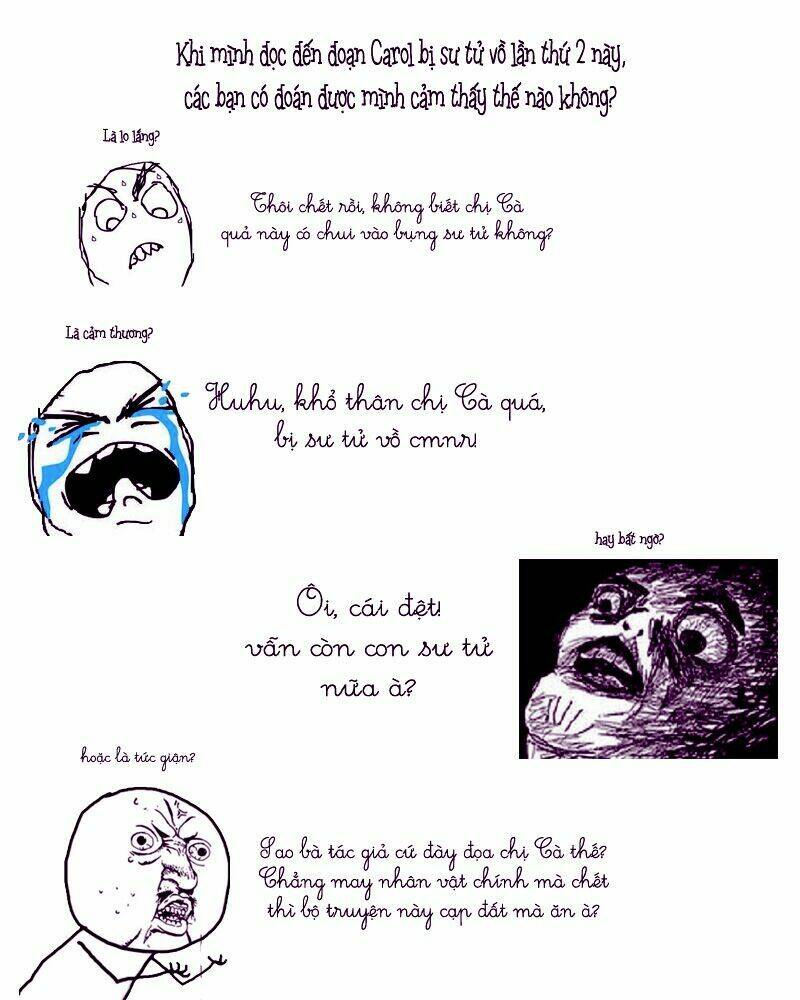 Khi mình đọc đến đoạn Carol bị sư tử vồ lần thứ 2 này,
các bạn có đoán được mình cảm thấy thế nào không?
Là lo lắng?
Thôi chết rồi, không biết chị Cà
quả này có chui vào bụng sư tử không?
Là cảm thương?
Huhu, khổ thân chị Cà quá,
bị sư tử vồ cmnr!
hay bất ngờ?
Ôi, cái đệt!
vẫn còn con sư tử
nữa à?
hoặc là tức giận?
Sao bà tác giả cứ đày đọa chị Cà thế?
Chẳng may nhân vật chính mà chết
thì bộ truyện này cạp đất mà ăn à?